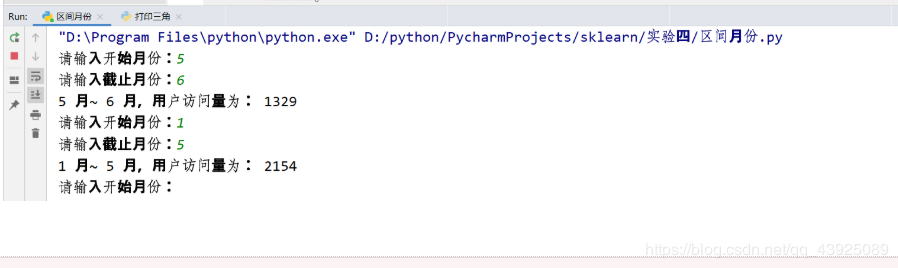 Run: 区间月份 × 打印三角 ×
"D:\Program Files\python\python.exe" D:/python/PycharmProjects/sklearn/实验四/区间月份.py
请输入开始月份：5
请输入截止月份：6
5 月~ 6 月，用户访问量为： 1329
请输入开始月份：1
请输入截止月份：5
1 月~ 5 月，用户访问量为： 2154
请输入开始月份：
https://blog.csdn.net/qq_43925089